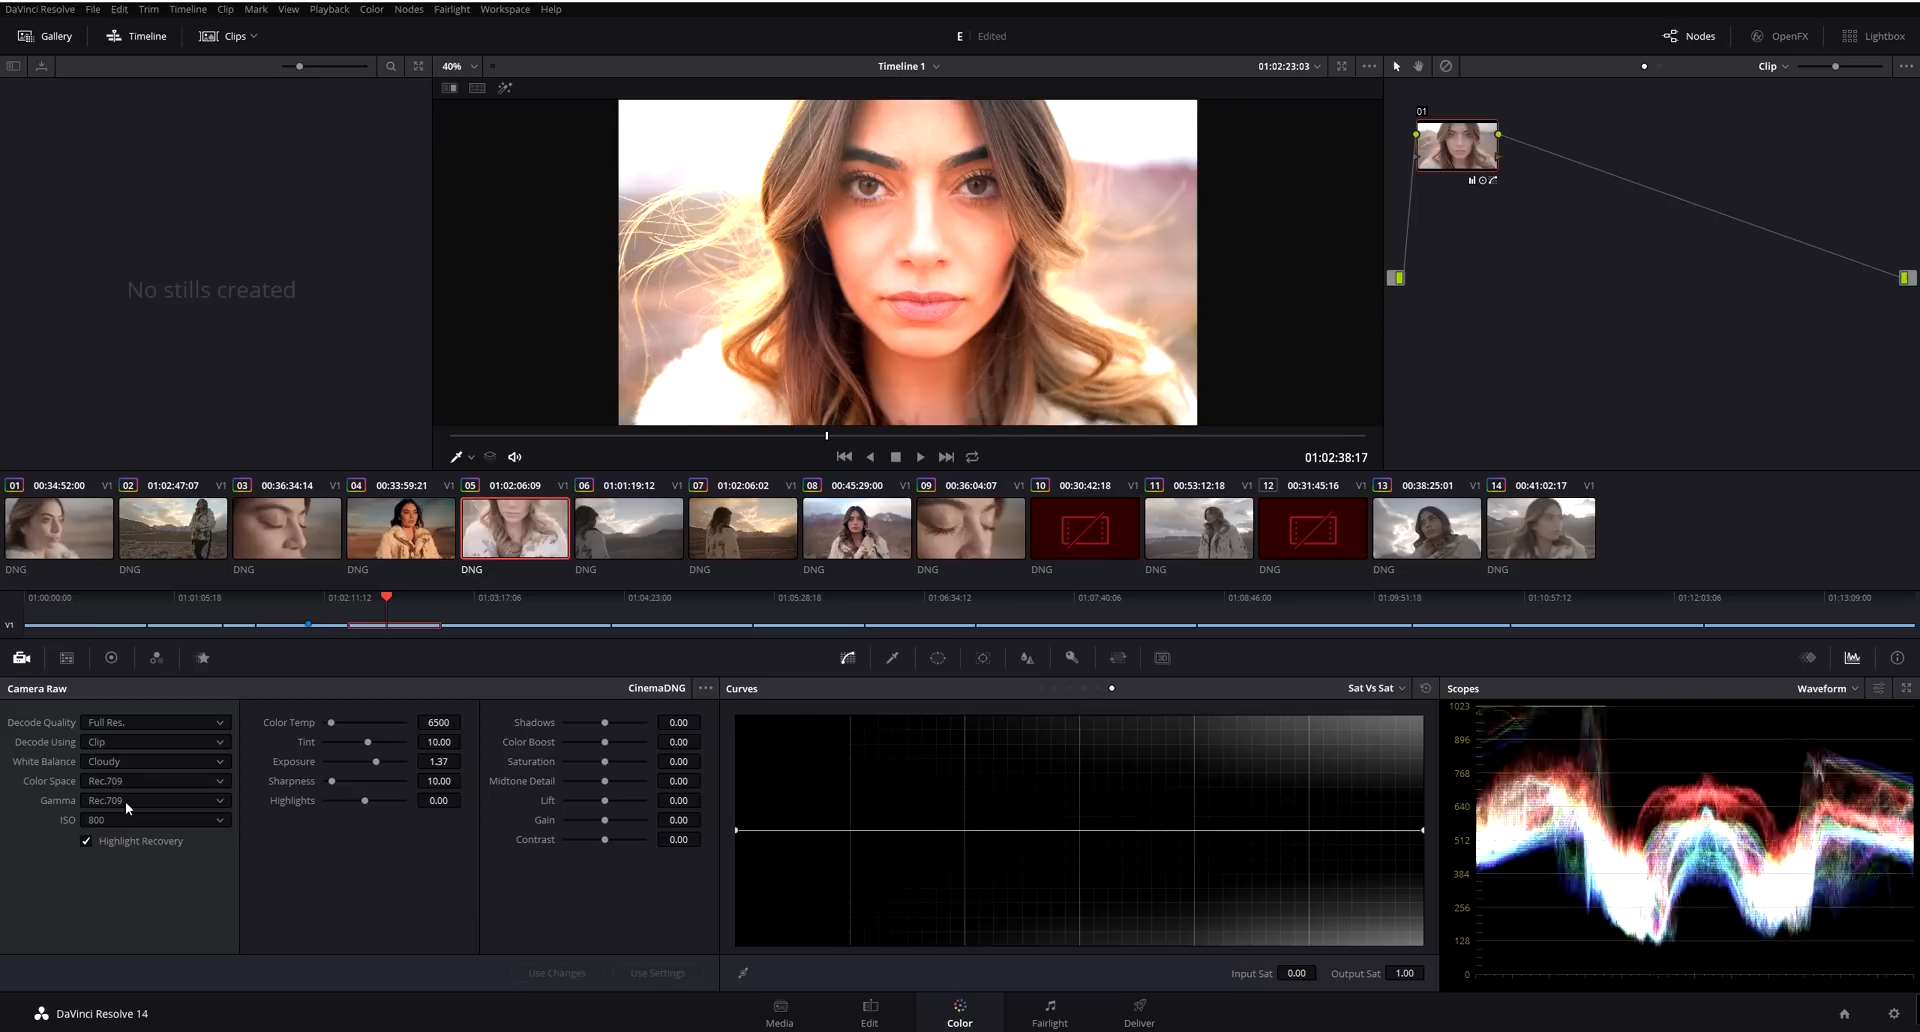 DaVinci Resolve File Edit Trim Timeline Clip Mark View Playback Color Nodes Fairlight Workspace Help
Gallery Timeline Clips E Edited Nodes OpenFX Lightbox
40% Timeline 1 01:02:23:03 Clip
01
No stills created
01:02:38:17
01 00:34:52:00 V1 02 01:02:47:07 V1 03 00:36:34:14 V1 04 00:33:59:21 V1 05 01:02:06:09 V1 06 01:01:19:12 V1 07 01:02:06:02 V1 08 00:45:29:00 V1 09 00:36:04:07 V1 10 00:30:42:18 V1 11 00:53:12:18 V1 12 00:31:45:16 V1 13 00:38:25:01 V1 14 00:41:02:17 V1
DNG DNG DNG DNG DNG DNG DNG DNG DNG DNG DNG DNG DNG DNG
01:00:00:00 01:01:05:18 01:02:11:12 01:03:17:06 01:04:23:00 01:05:28:18 01:06:34:12 01:07:40:06 01:08:46:00 01:09:51:18 01:10:57:12 01:12:03:06 01:13:09:00
V1
Camera Raw CinemaDNG Curves Sat Vs Sat Scopes Waveform
Decode Quality Full Res. Color Temp 6500 Shadows 0.00
Decode Using Clip Tint 10.00 Color Boost 0.00
White Balance Cloudy Exposure 1.37 Saturation 0.00
Color Space Rec.709 Sharpness 10.00 Midtone Detail 0.00
Gamma Rec.709 Highlights 0.00 Lift 0.00
ISO 800 Gain 0.00
Highlight Recovery Contrast 0.00
1023
896
768
640
512
384
256
128
0
Use Changes Use Settings Input Sat 0.00 Output Sat 1.00
DaVinci Resolve 14 Media Edit Color Fairlight Deliver